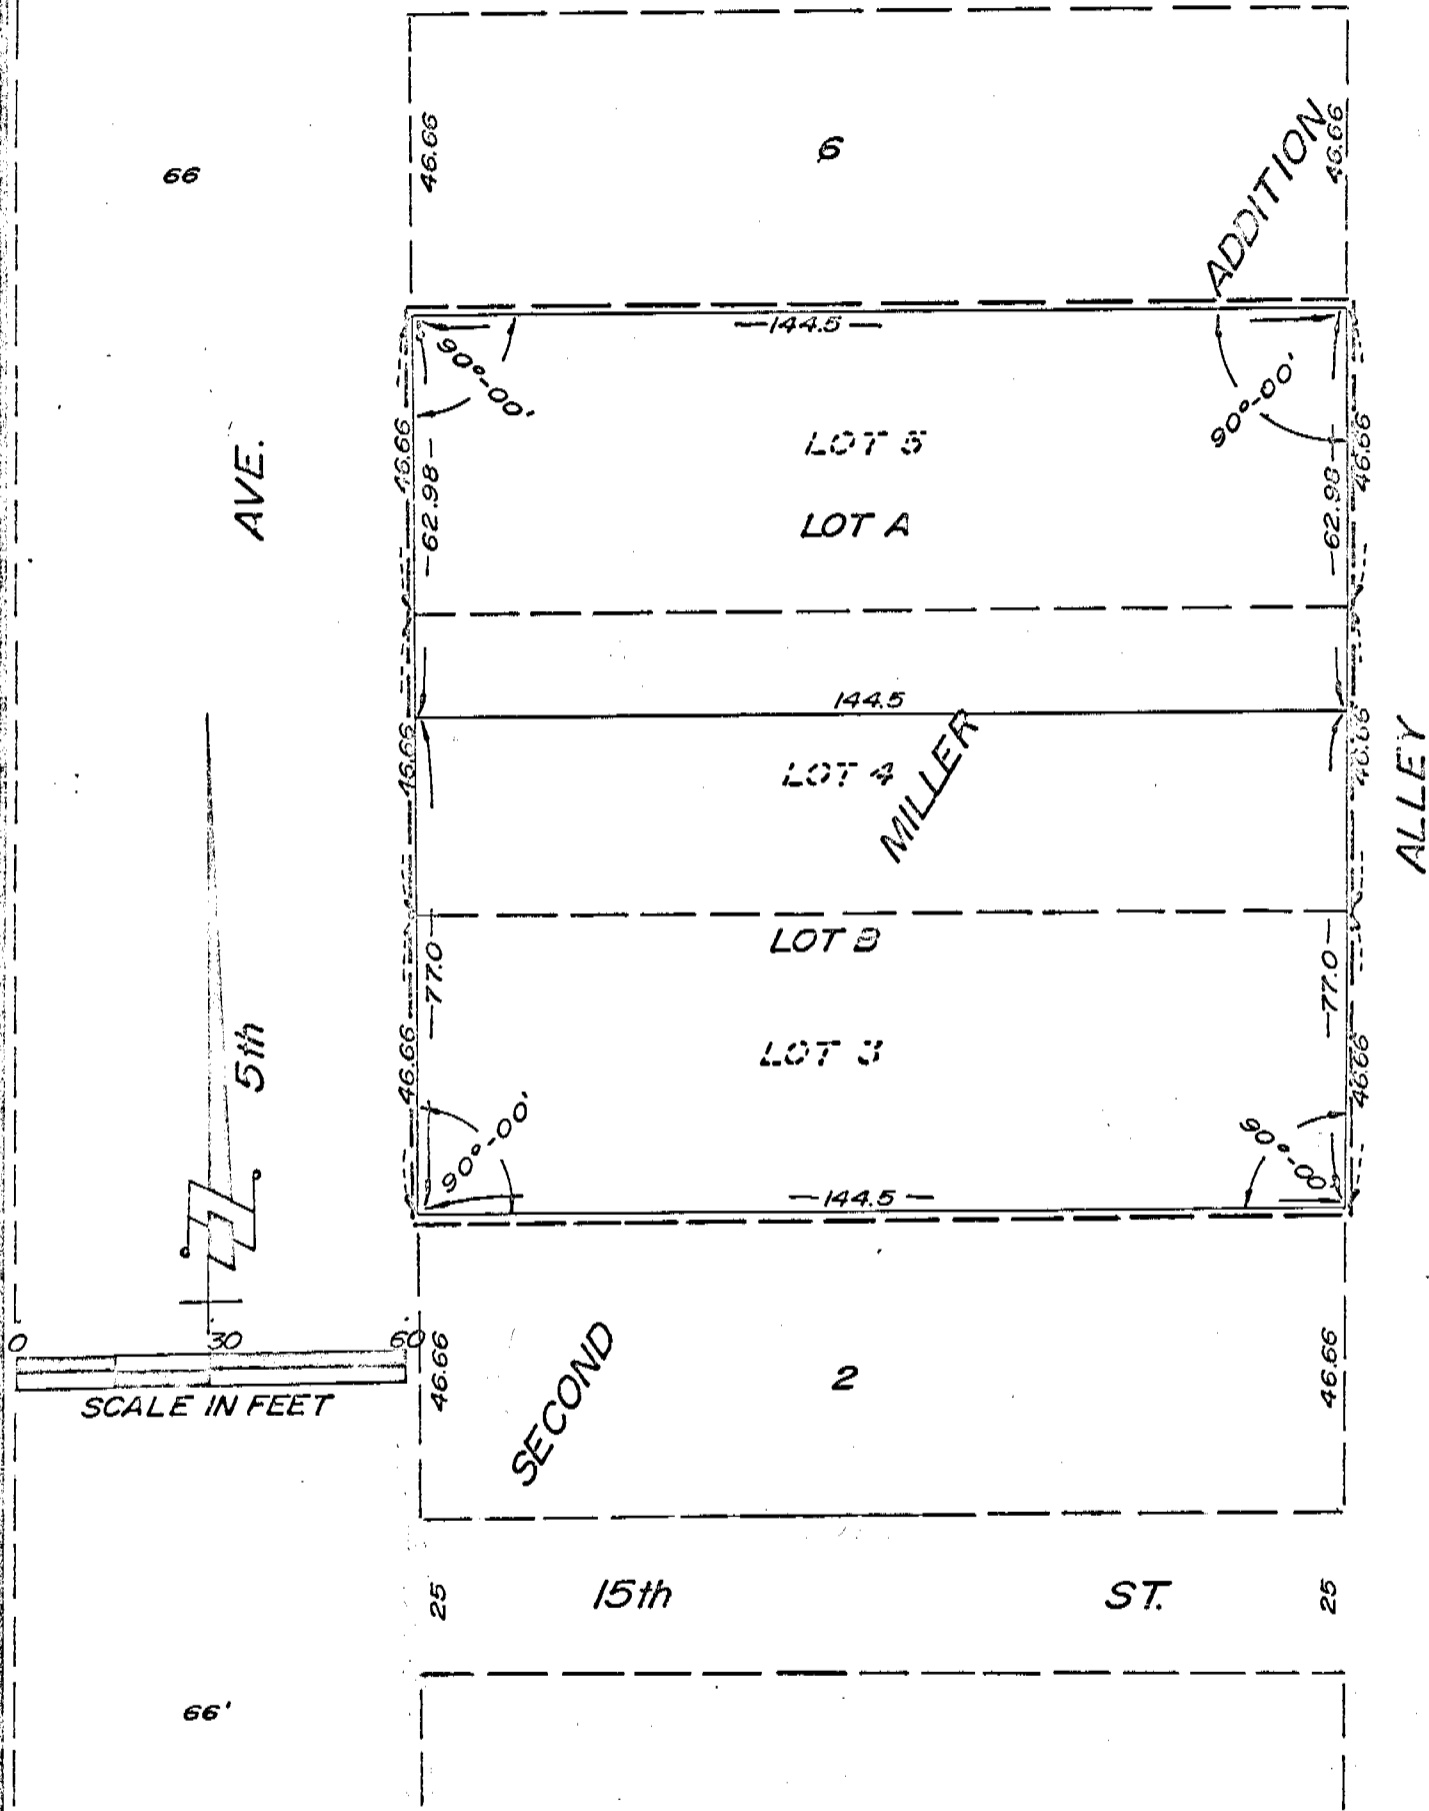 46.66
6
46.66
66
ADDITION
—144.5—
90°-00'
90°-00'
46.66
—62.98—
LOT 5
—62.98—
46.66
AVE.
LOT A
144.5
46.66
LOT 4
MILLER
46.66
ALLEY
LOT B
—77.0—
—77.0—
5th
46.66
LOT 3
46.66
90°-00'
90°-00'
—144.5—
0 30 60
SCALE IN FEET
46.66
SECOND
2
46.66
25
15th ST.
25
66'